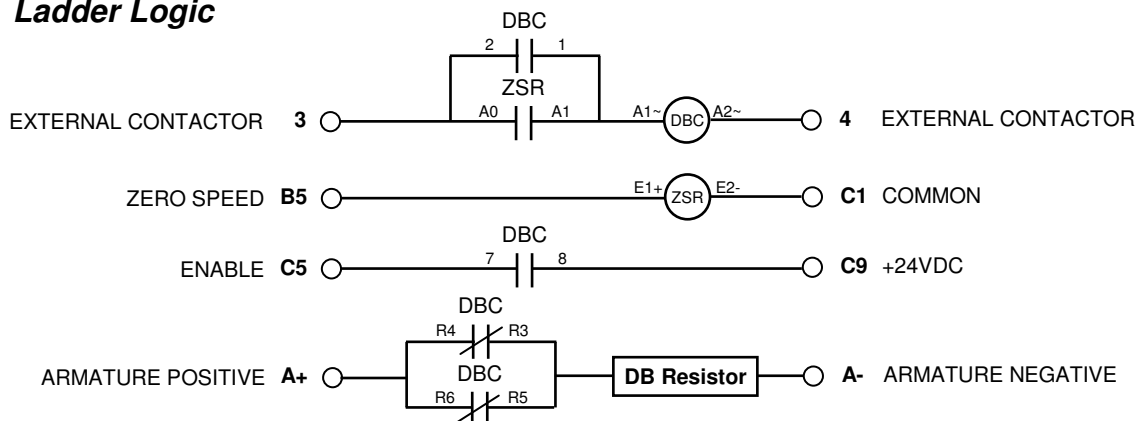 Ladder Logic
DBC
2 1
ZSR
EXTERNAL CONTACTOR 3 A0 A1 A1~ DBC A2~ 4 EXTERNAL CONTACTOR
ZERO SPEED B5 E1+ ZSR E2- C1 COMMON
DBC
ENABLE C5 7 8 C9 +24VDC
DBC
R4 R3
ARMATURE POSITIVE A+ DBC DB Resistor A- ARMATURE NEGATIVE
R6 R5